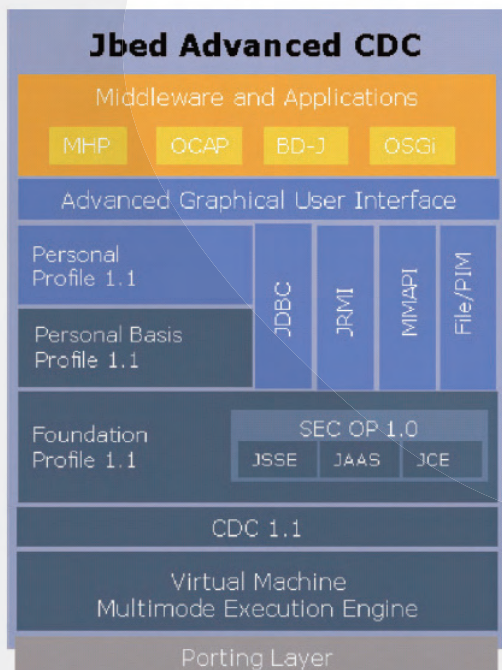 Jbed Advanced CDC
Middleware and Applications
MHP
OCAP
BD-J
OSGi
Advanced Graphical User Interface
Personal
Profile 1.1
JDBC
JRMI
MMAPI
File/PIM
Personal Basis
Profile 1.1
Foundation
Profile 1.1
SEC OP 1.0
JSSE
JAAS
JCE
CDC 1.1
Virtual Machine
Multimode Execution Engine
Porting Layer